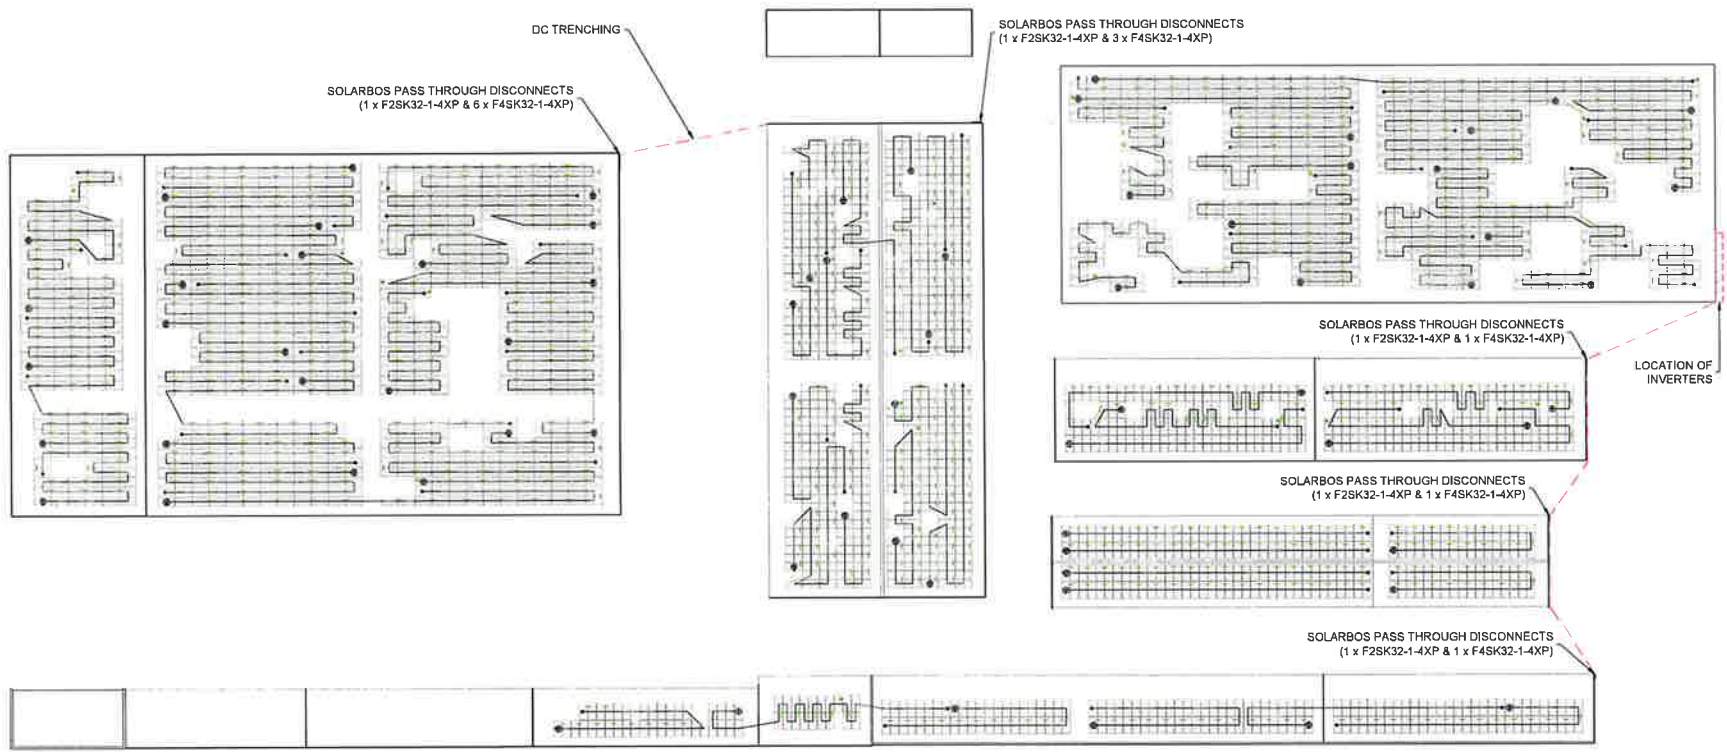 DC TRENCHING
SOLARBOS PASS THROUGH DISCONNECTS
(1 x F2SK32-1-4XP & 3 x F4SK32-1-4XP)
SOLARBOS PASS THROUGH DISCONNECTS
(1 x F2SK32-1-4XP & 6 x F4SK32-1-4XP)
SOLARBOS PASS THROUGH DISCONNECTS
(1 x F2SK32-1-4XP & 1 x F4SK32-1-4XP)
LOCATION OF
INVERTERS
SOLARBOS PASS THROUGH DISCONNECTS
(1 x F2SK32-1-4XP & 1 x F4SK32-1-4XP)
SOLARBOS PASS THROUGH DISCONNECTS
(1 x F2SK32-1-4XP & 1 x F4SK32-1-4XP)